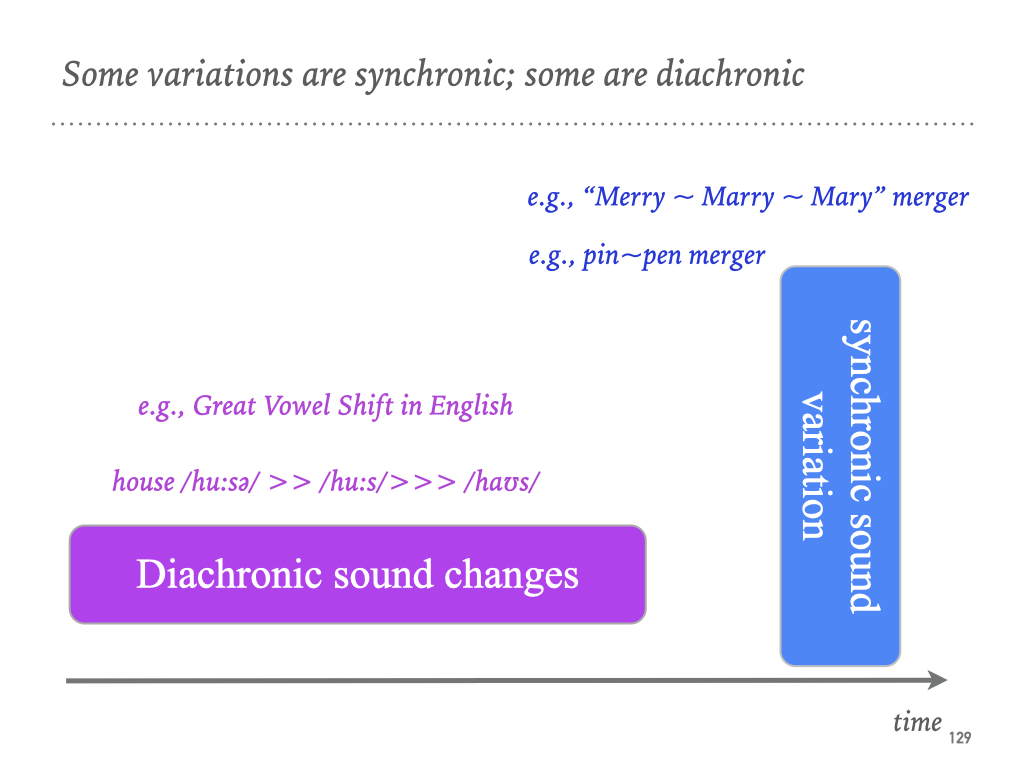 Some variations are synchronic; some are diachronic
e.g., “Merry ~ Marry ~ Mary” merger
e.g., pin~pen merger
synchronic sound
variation
e.g., Great Vowel Shift in English
house /hu:sə/ >> /hu:s/>>> /haʊs/
Diachronic sound changes
time
129